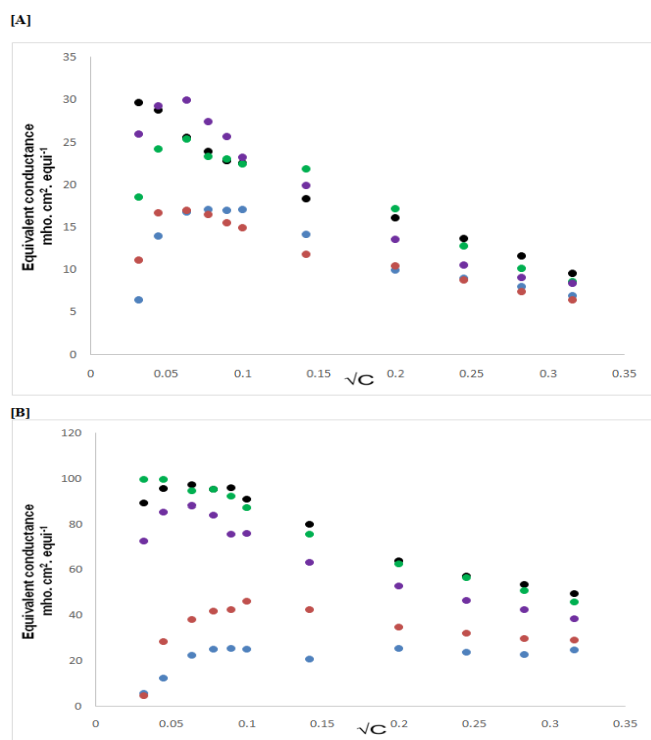 [A]
35
30
25
20
15
10
5
0
Equivalent conductance
mho. cm². equi⁻¹
0 0.05 0.1 0.15 0.2 0.25 0.3 0.35
√C
[B]
120
100
80
60
40
20
0
Equivalent conductance
mho. cm². equi⁻¹
0 0.05 0.1 0.15 0.2 0.25 0.3 0.35
√C